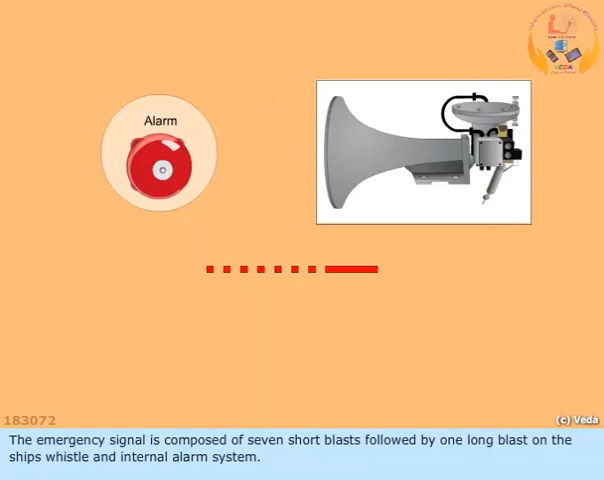 Alarm
VCDA
183072
(c) Veda
The emergency signal is composed of seven short blasts followed by one long blast on the
ships whistle and internal alarm system.